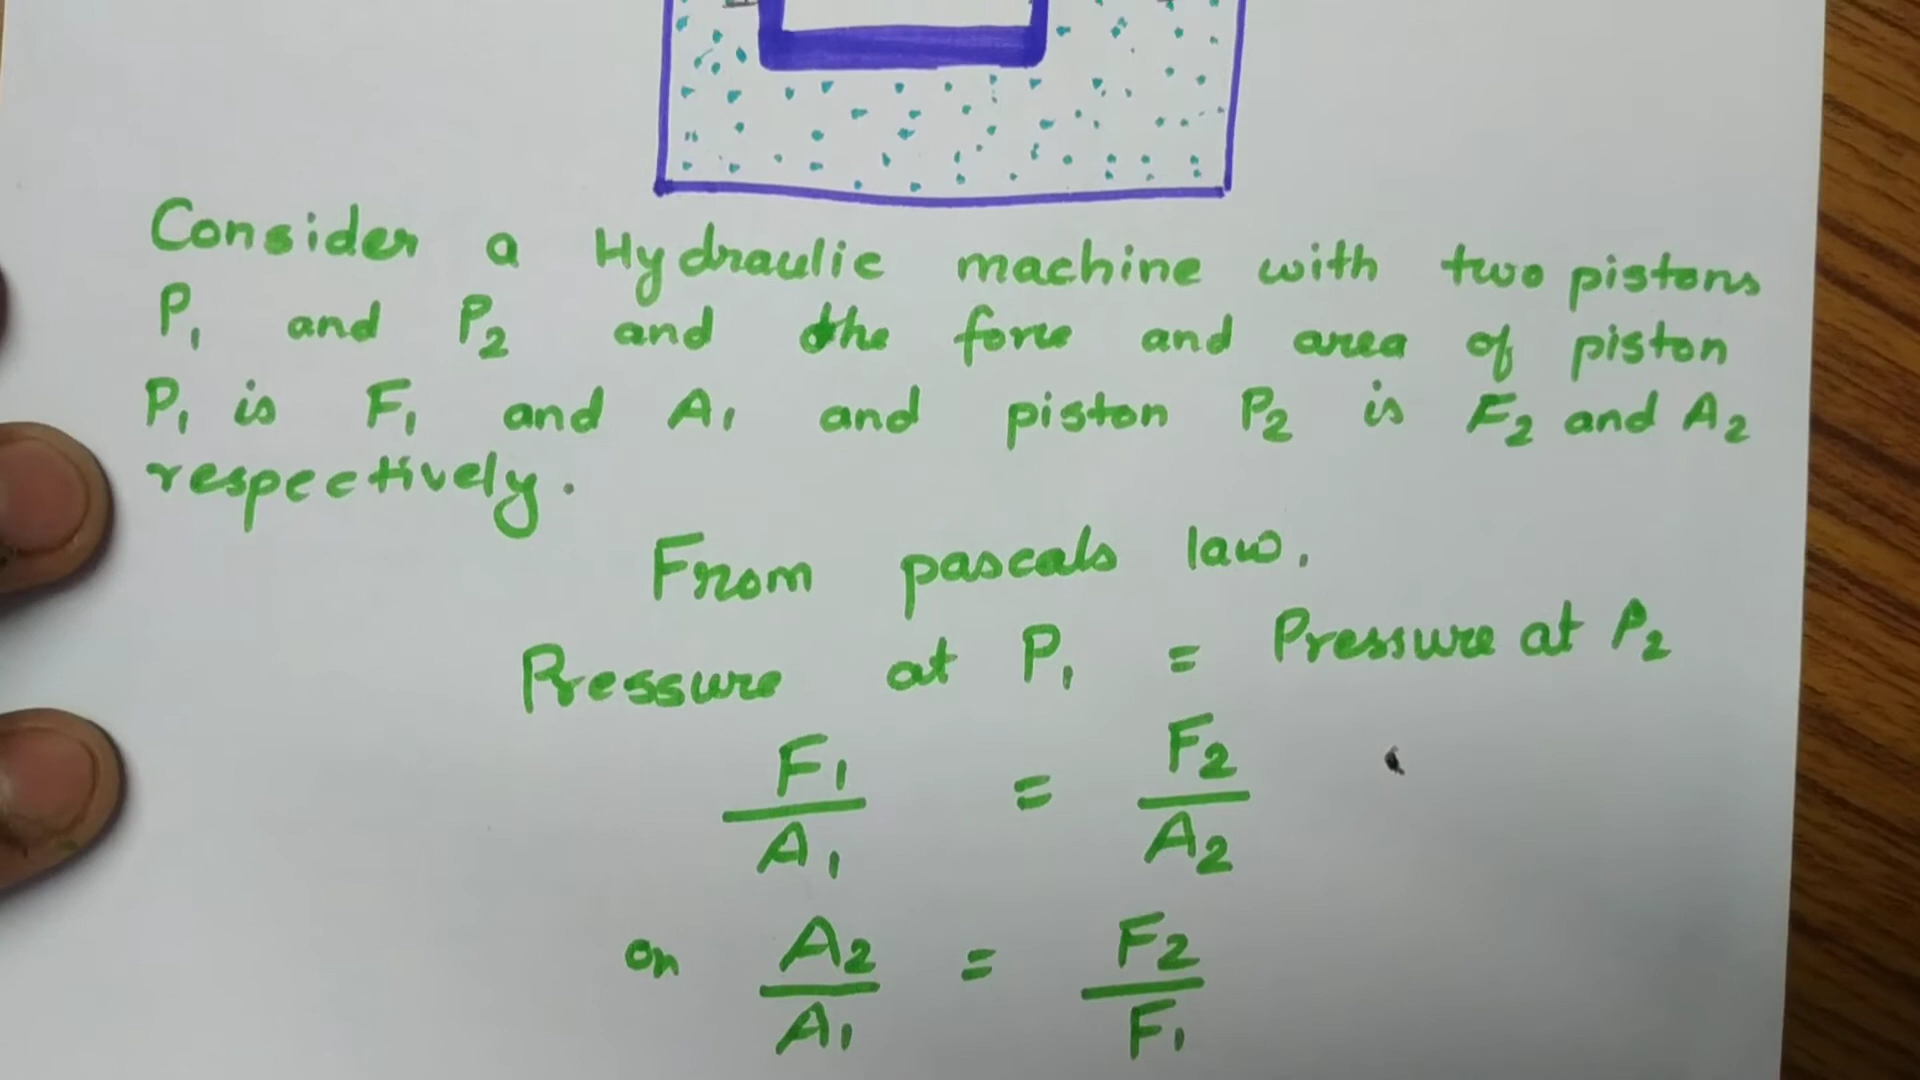 Consider a Hydraulic machine with two pistons
P₁ and P₂ and the force and area of piston
P₁ is F₁ and A₁ and piston P₂ is F₂ and A₂
respectively.
From pascals law,
Pressure at P₁ = Pressure at P₂
F₁/A₁ = F₂/A₂
or A₂/A₁ = F₂/F₁